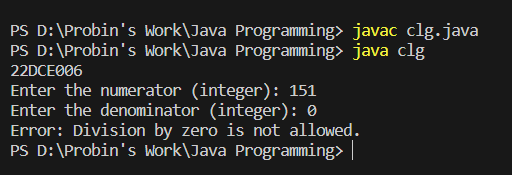 PS D:\Probin's Work\Java Programming> javac clg.java
PS D:\Probin's Work\Java Programming> java clg
22DCE006
Enter the numerator (integer): 151
Enter the denominator (integer): 0
Error: Division by zero is not allowed.
PS D:\Probin's Work\Java Programming>